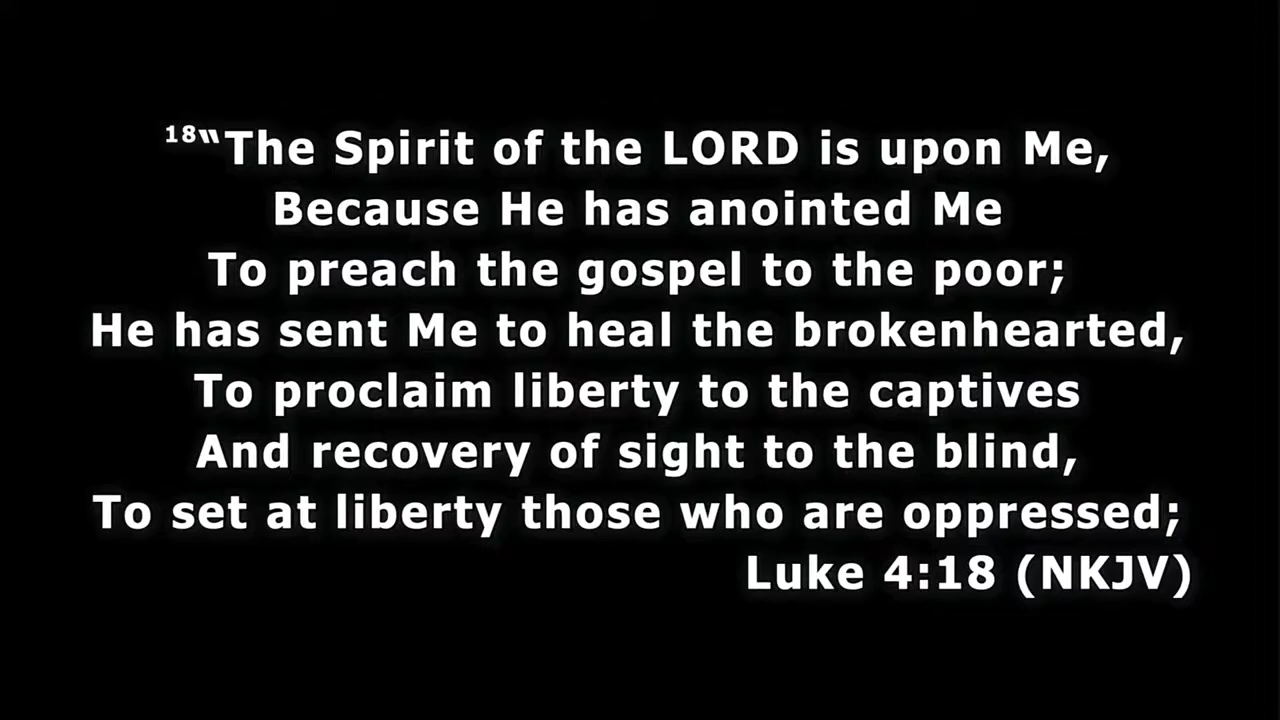 18“The Spirit of the LORD is upon Me,
Because He has anointed Me
To preach the gospel to the poor;
He has sent Me to heal the brokenhearted,
To proclaim liberty to the captives
And recovery of sight to the blind,
To set at liberty those who are oppressed;
Luke 4:18 (NKJV)